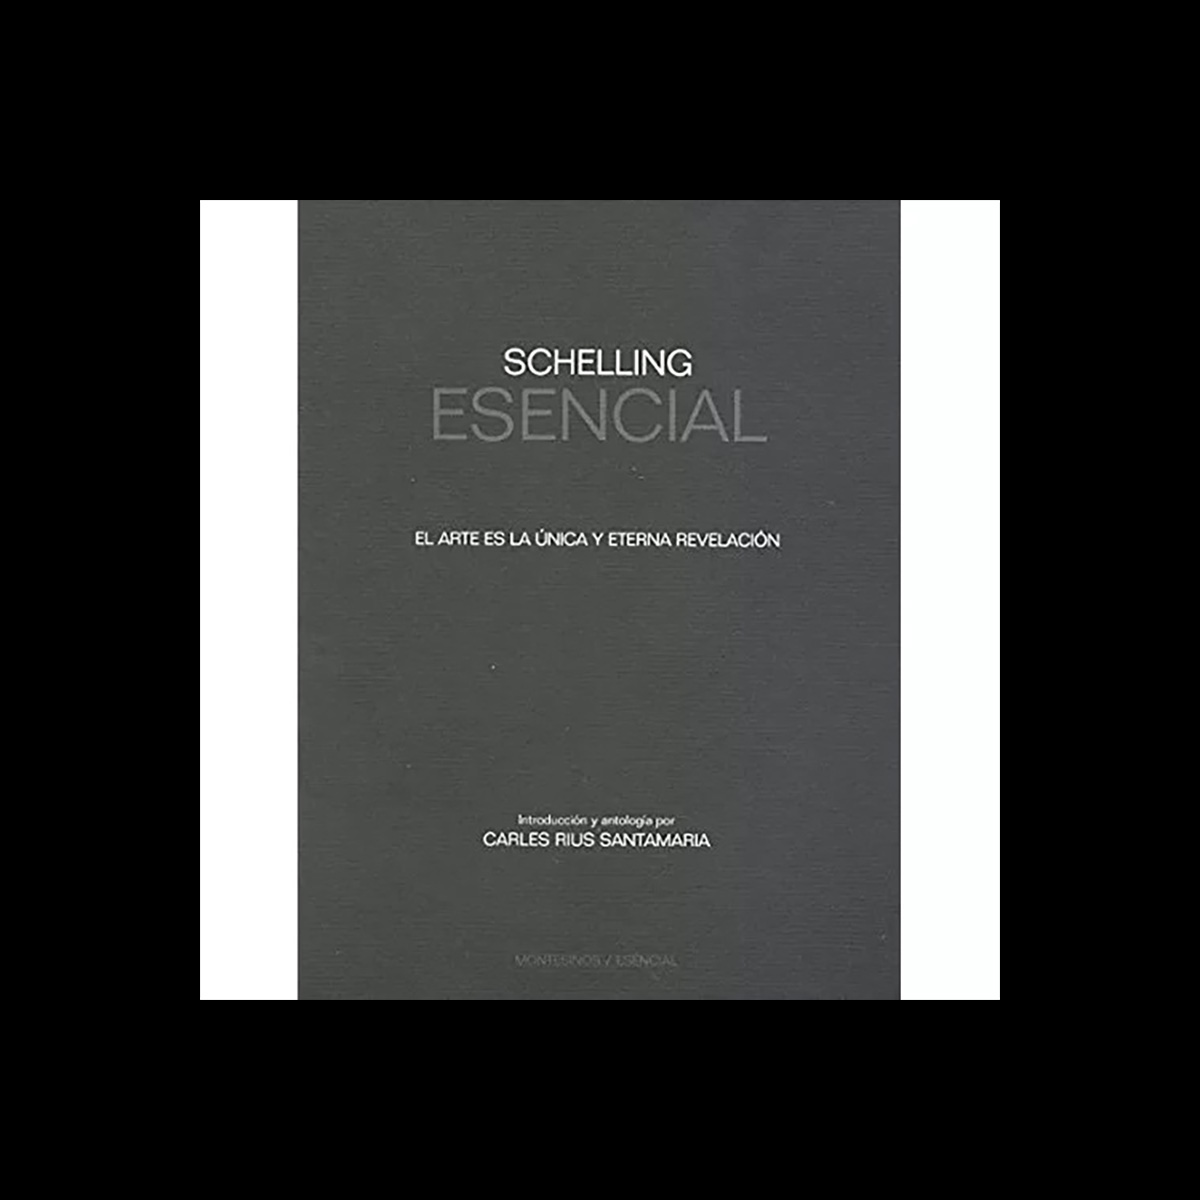 SCHELLING
ESENCIAL
EL ARTE ES LA ÚNICA Y ETERNA REVELACIÓN
Introducción y antología por
CARLES RIUS SANTAMARIA
MONTESINOS / ESENCIAL